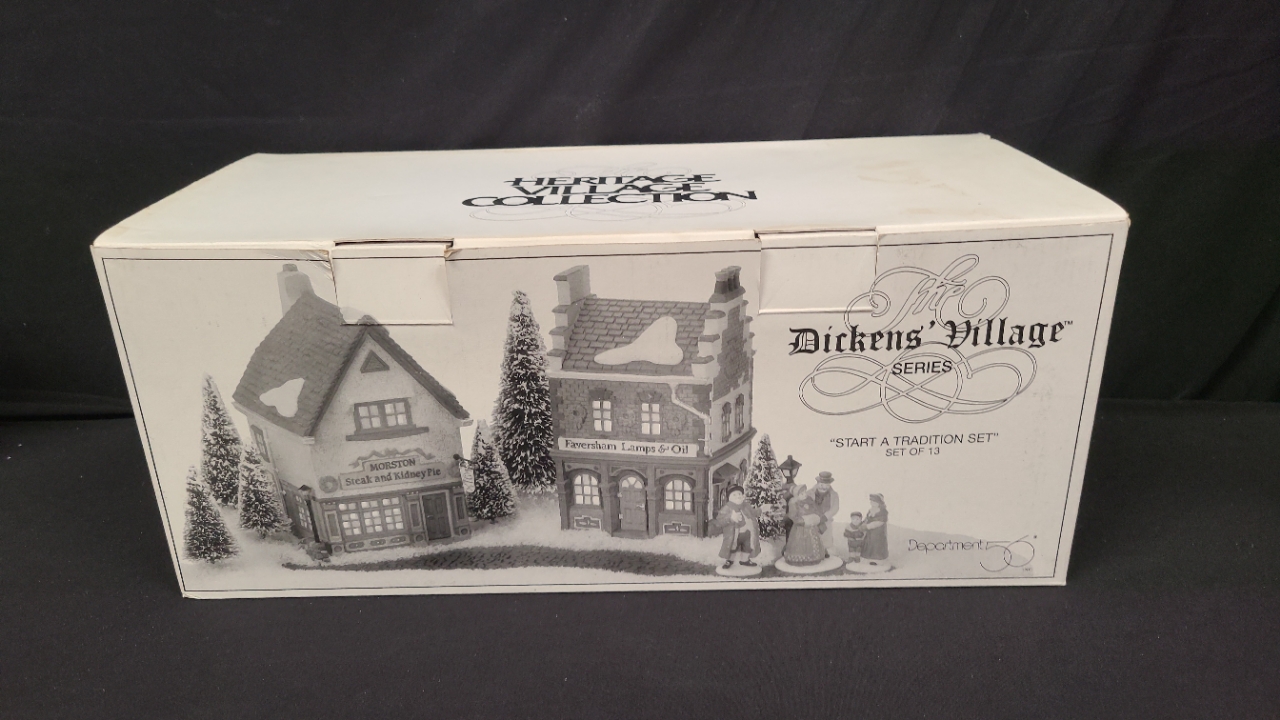 HERITAGE
VILLAGE
COLLECTION
The
Dickens' Village™
SERIES
"START A TRADITION SET"
SET OF 13
MORSTON
Steak and Kidney Pie
Faversham Lamps & Oil
Department 56